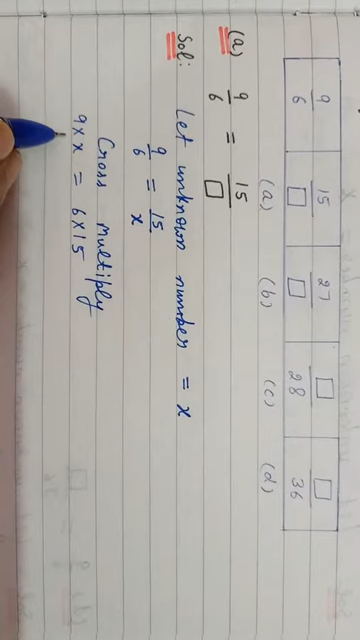 9/6 15/□ 27/□ □/28 □/36
(a) (b) (c) (d)
(a) 9/6 = 15/□
Sol: Let unknown number = x
9/6 = 15/x
Cross multiply
9 × x = 6 × 15